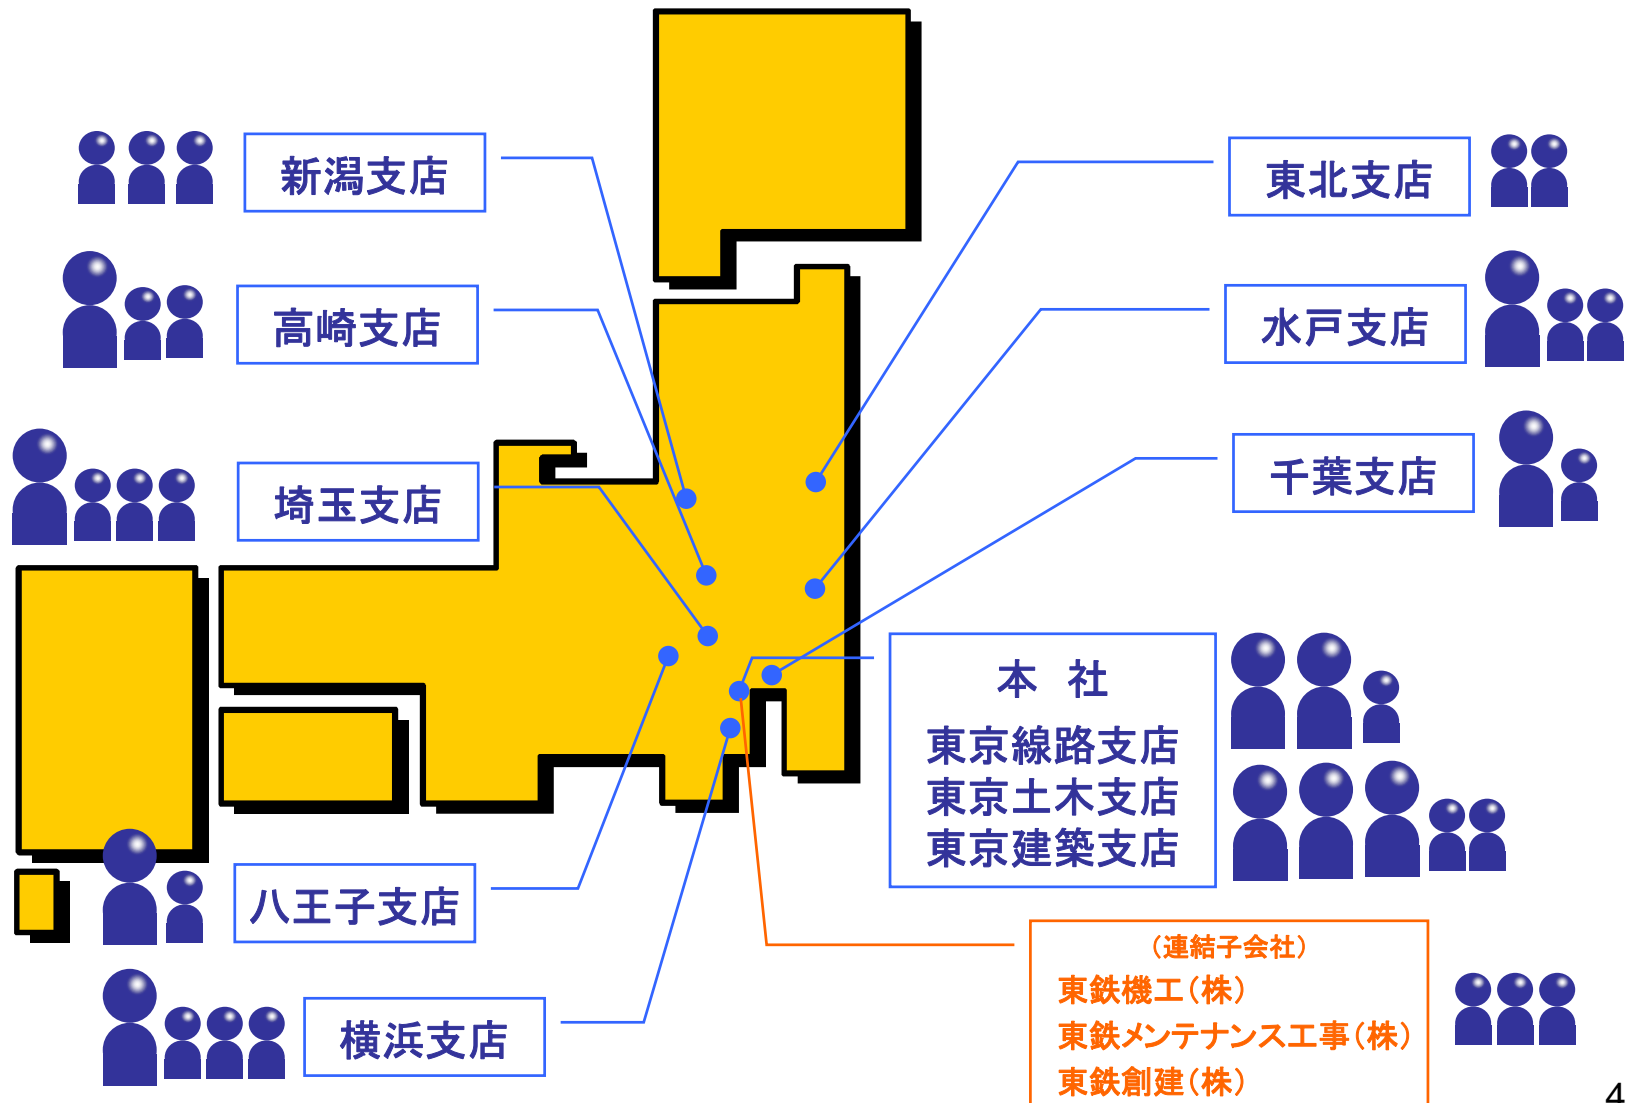 新潟支店
東北支店
高崎支店
水戸支店
埼玉支店
千葉支店
本 社
東京線路支店
東京土木支店
東京建築支店
八王子支店
横浜支店
（連結子会社）
東鉄機工（株）
東鉄メンテナンス工事（株）
東鉄創建（株）
4